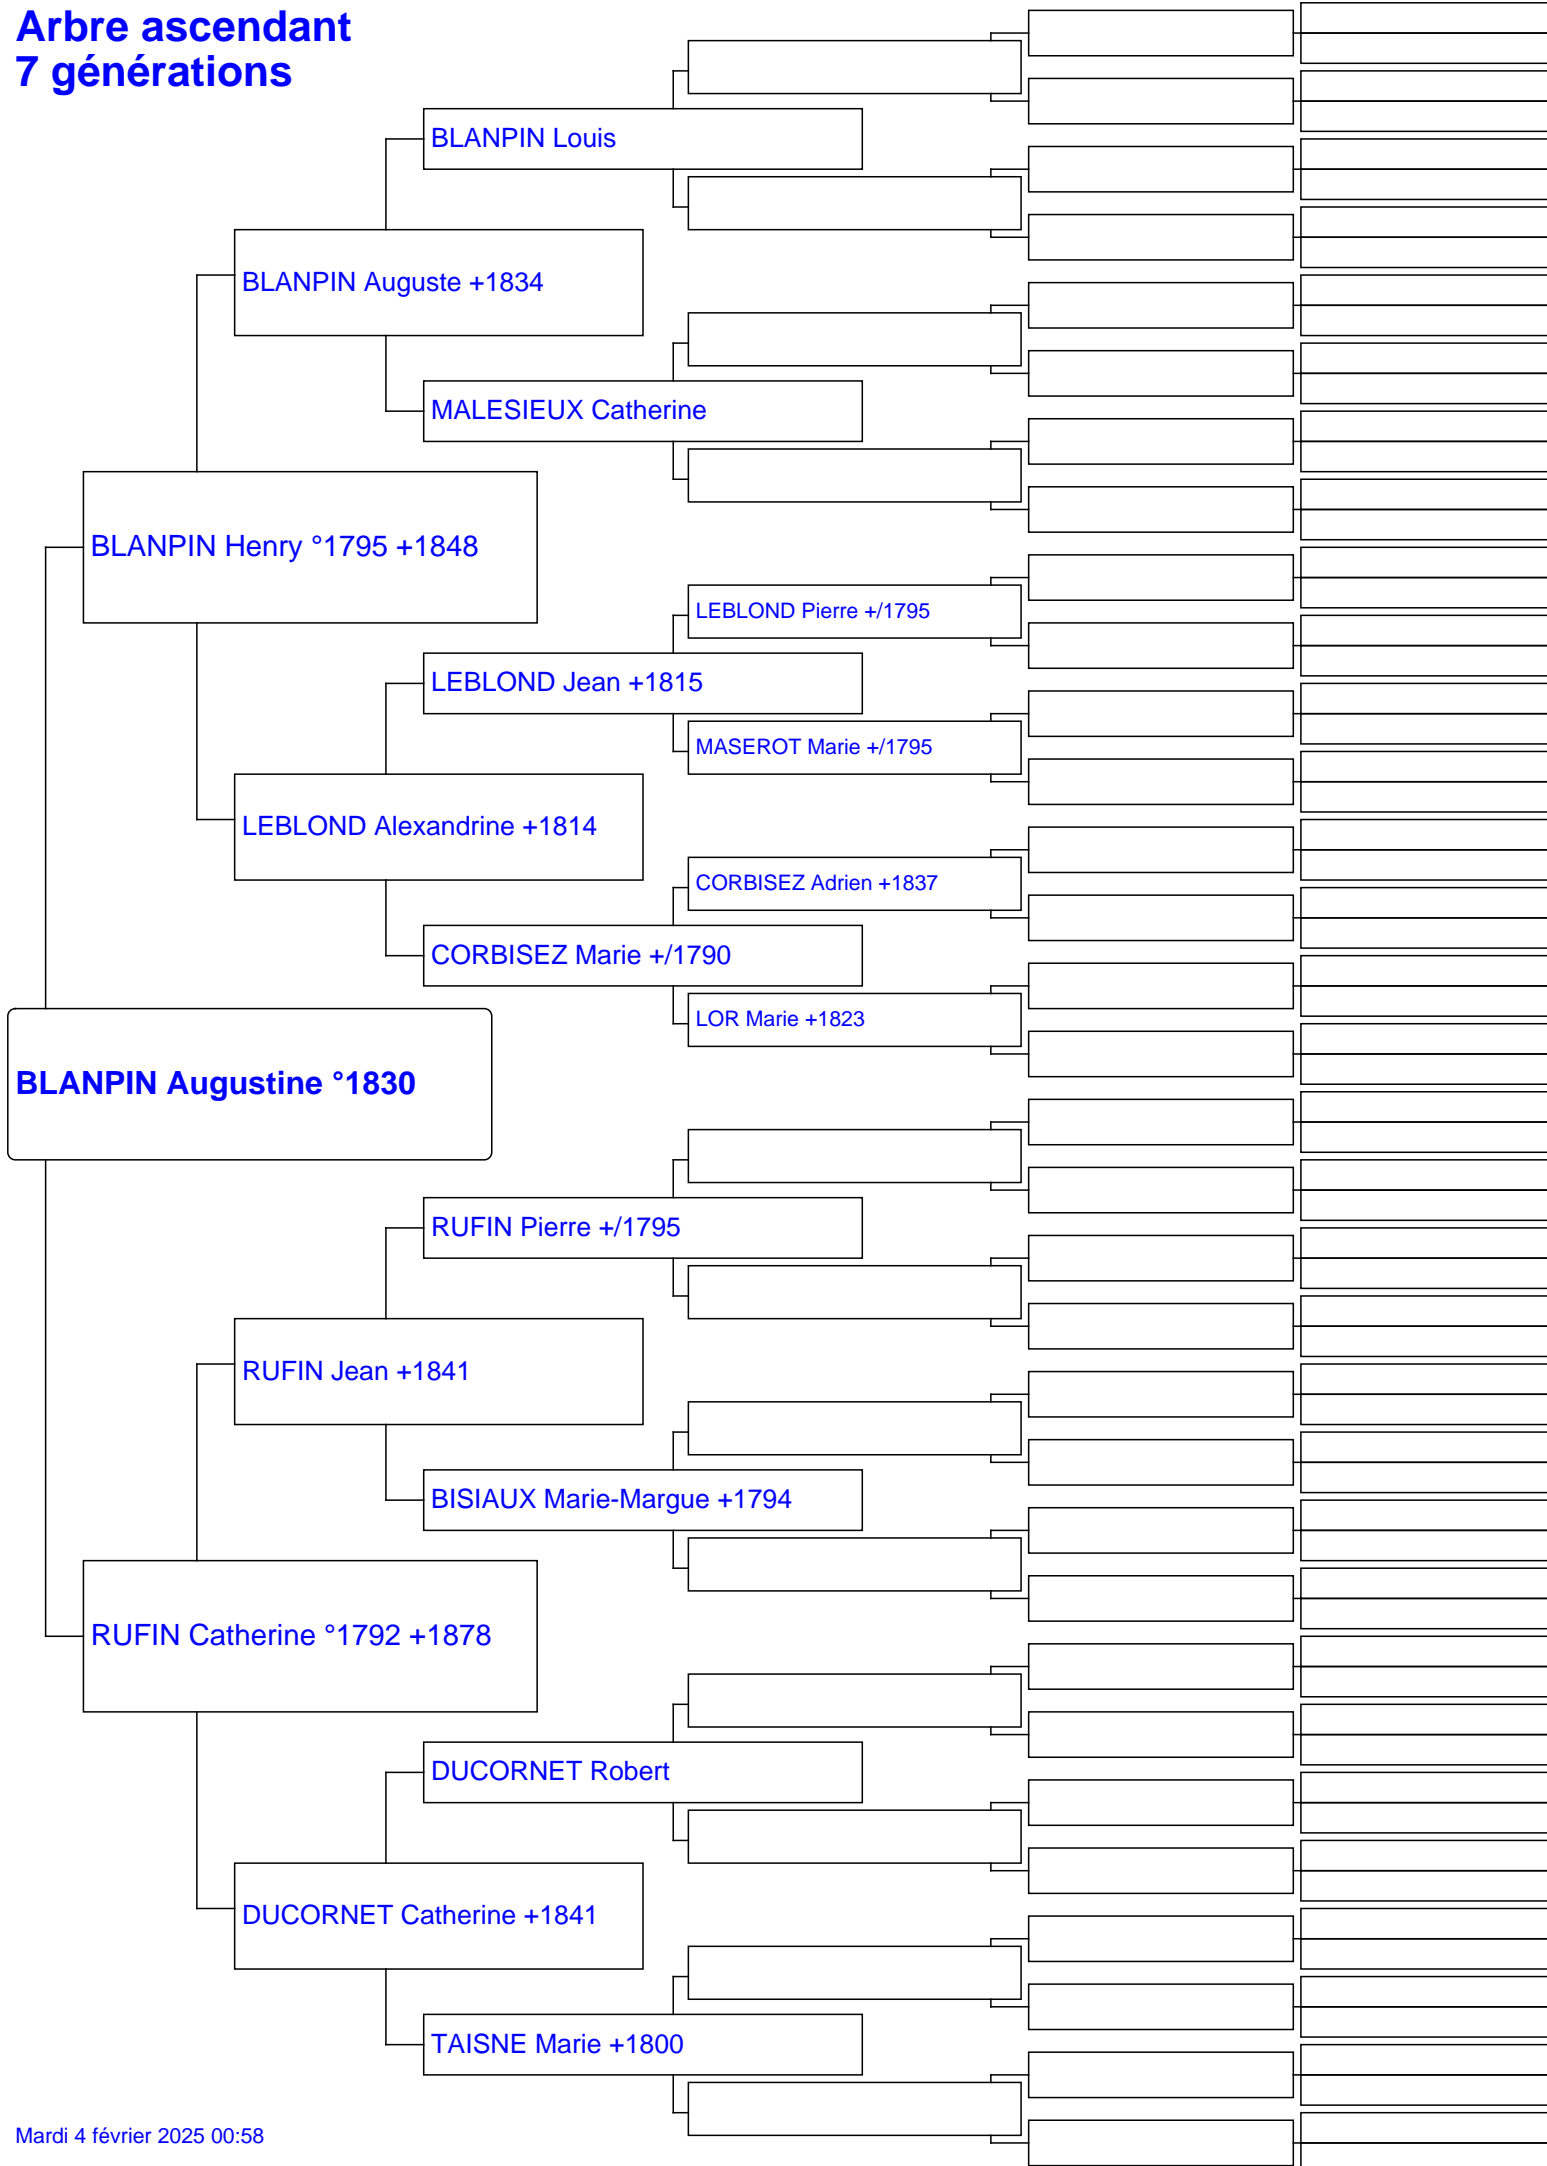 Arbre ascendant
7 générations
BLANPIN Louis
BLANPIN Auguste +1834
MALESIEUX Catherine
BLANPIN Henry °1795 +1848
LEBLOND Pierre +/1795
LEBLOND Jean +1815
MASEROT Marie +/1795
LEBLOND Alexandrine +1814
CORBISEZ Adrien +1837
CORBISEZ Marie +/1790
LOR Marie +1823
BLANPIN Augustine °1830
RUFIN Pierre +/1795
RUFIN Jean +1841
BISIAUX Marie-Margue +1794
RUFIN Catherine °1792 +1878
DUCORNET Robert
DUCORNET Catherine +1841
TAISNE Marie +1800
Mardi 4 février 2025 00:58